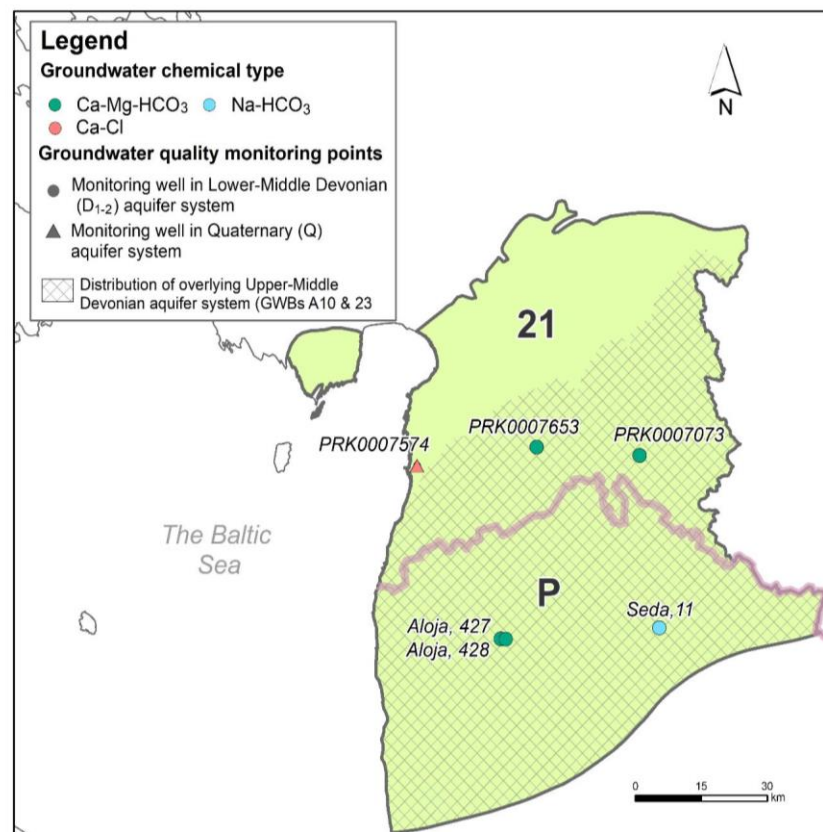 Legend
Groundwater chemical type
Ca-Mg-HCO₃ Na-HCO₃
Ca-Cl
Groundwater quality monitoring points
Monitoring well in Lower-Middle Devonian
(D₁₋₂) aquifer system
Monitoring well in Quaternary (Q)
aquifer system
Distribution of overlying Upper-Middle
Devonian aquifer system (GWBs A10 & 23
N
21
PRK0007574
PRK0007653
PRK0007073
The Baltic
Sea
P
Aloja, 427
Aloja, 428
Seda,11
0 15 30
km